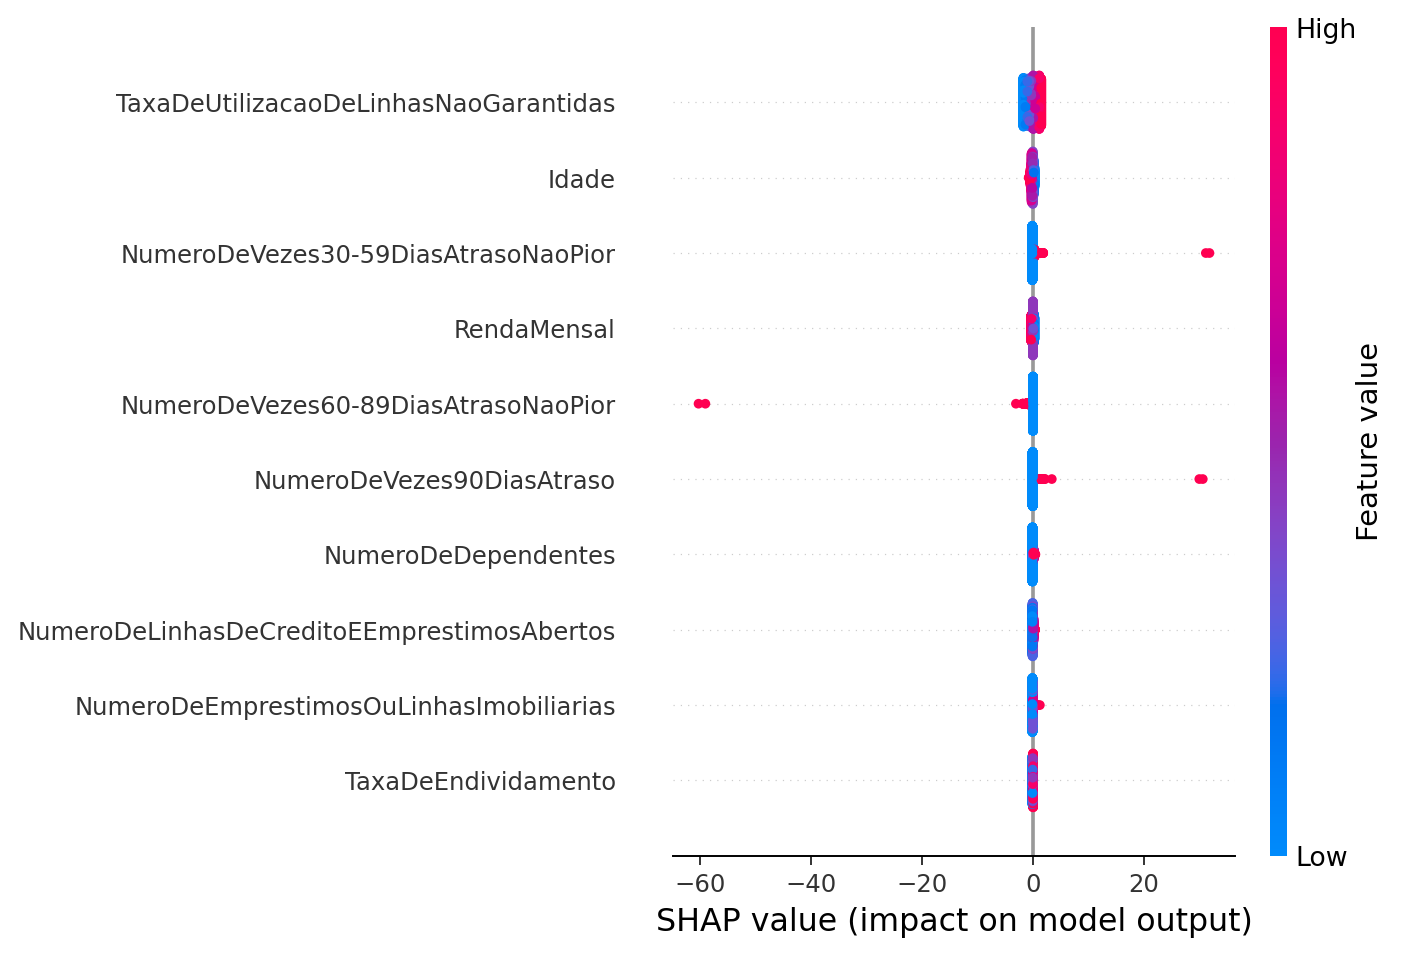 High
TaxaDeUtilizacaoDeLinhasNaoGarantidas
Idade
NumeroDeVezes30-59DiasAtrasoNaoPior
RendaMensal
NumeroDeVezes60-89DiasAtrasoNaoPior
NumeroDeVezes90DiasAtraso
NumeroDeDependentes
NumeroDeLinhasDeCreditoEEmprestimosAbertos
NumeroDeEmprestimosOuLinhasImobiliarias
TaxaDeEndividamento
Feature value
Low
−60 −40 −20 0 20
SHAP value (impact on model output)